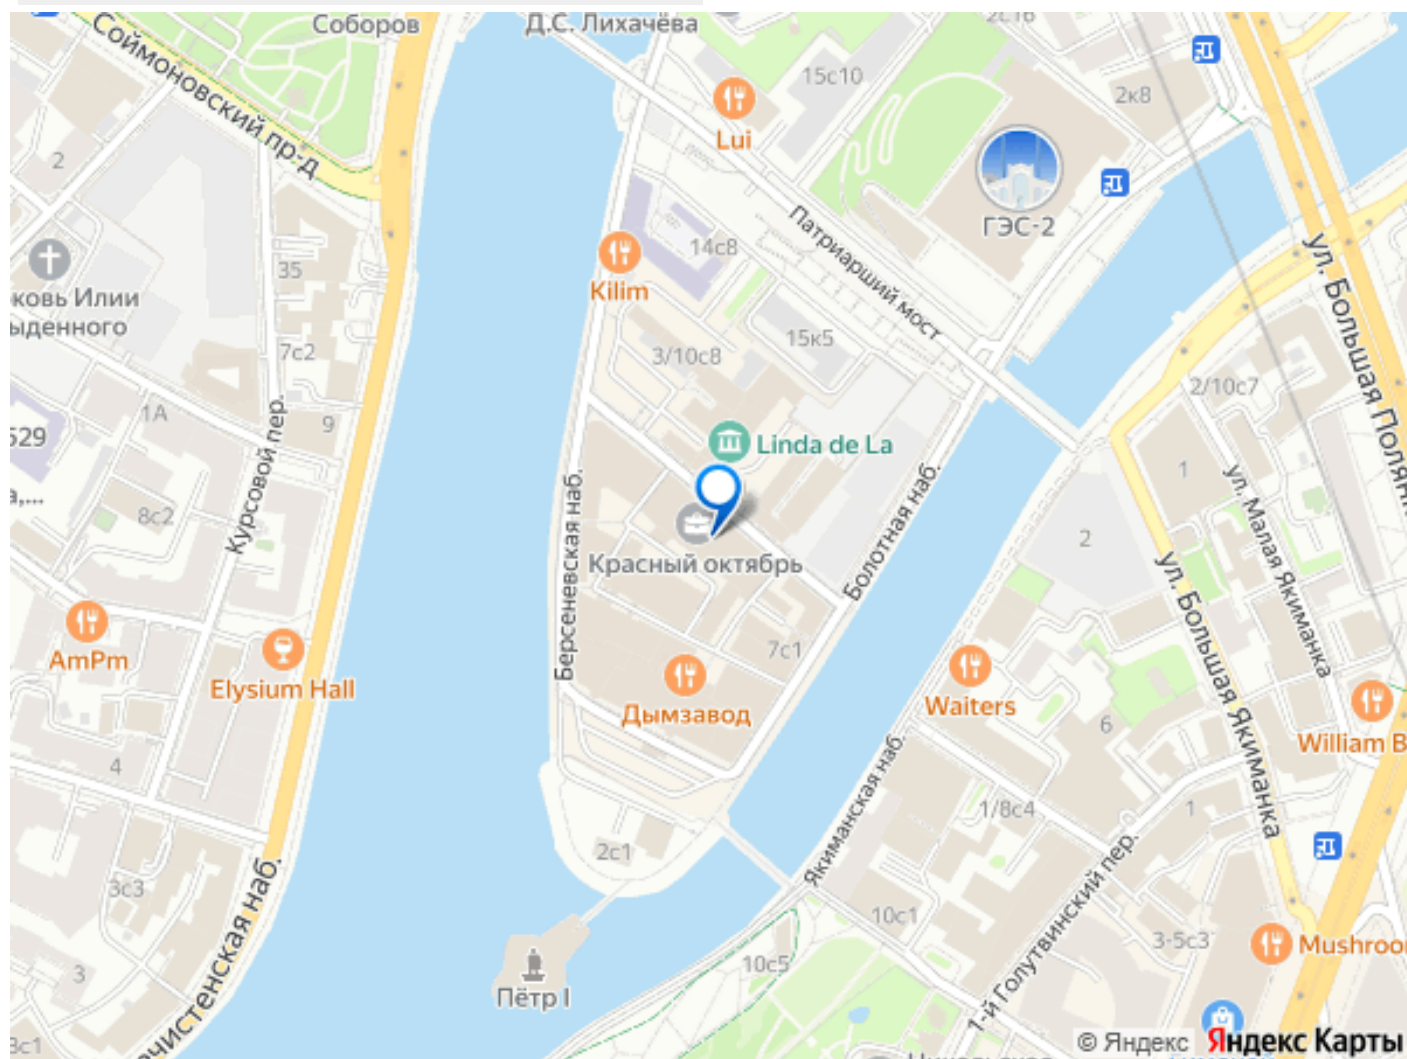 Соборов
Д.С. Лихачёва
Соймоновский пр-д
15с10
2к8
Lui
2
ГЭС-2
Патриарший мост
14с8
Kilim
35
ковь Илии
ыденного
7с2
3/10с8
15к5
ул. Большая Полянк
2/10с7
1А
9
529
а,...
Курсовой пер.
8с2
Linda de La
Берсеневская наб.
Болотная наб.
Красный октябрь
1
2
ул. Малая Якиманка
ул. Большая Якиманка
AmPm
Elysium Hall
7с1
Дымзавод
Waiters
6
William B
4
1/8с4
1
Якиманская наб.
2с1
3с3
ачистенская наб.
10с1
1-й Голутвинский пер.
3-5с3
Mushroo
3
10с5
Пётр I
3с1
© Яндекс
Яндекс Карты